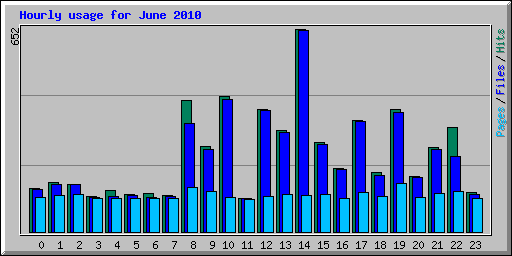 Hourly usage for June 2010
652
Pages / Files / Hits
0 1 2 3 4 5 6 7 8 9 10 11 12 13 14 15 16 17 18 19 20 21 22 23